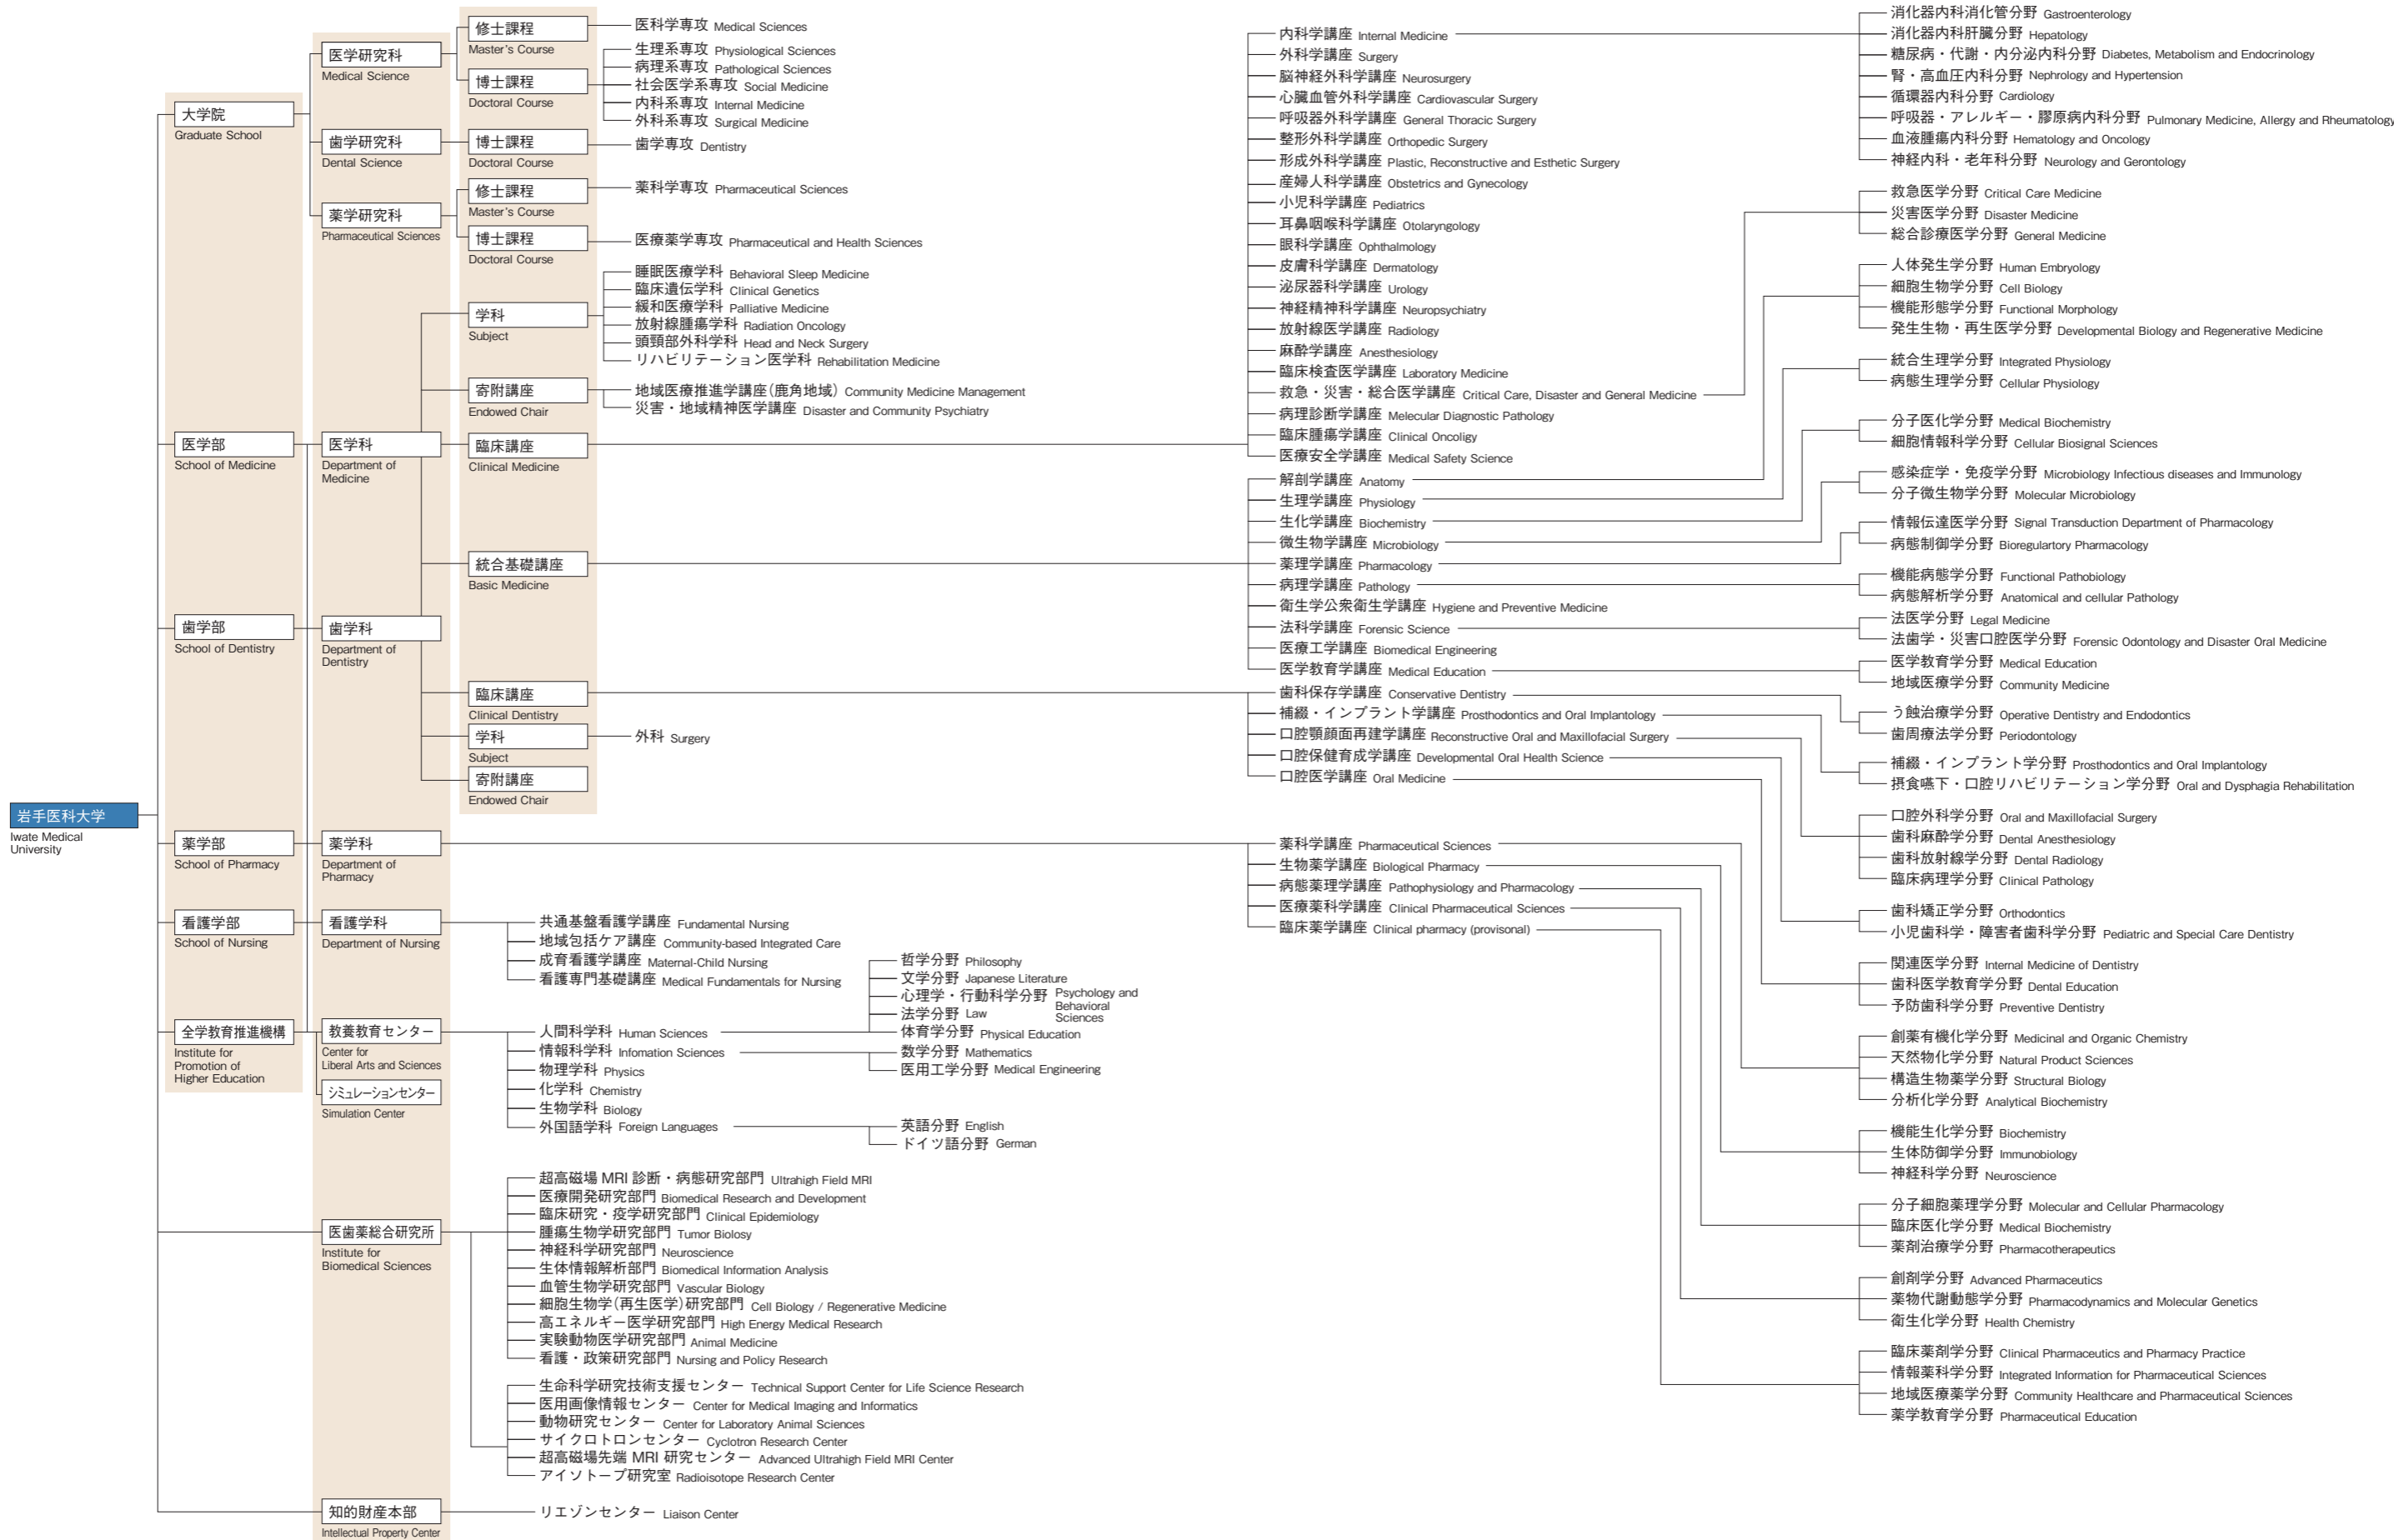 岩手医科大学
Iwate Medical
University
大学院
Graduate School
医学部
School of Medicine
歯学部
School of Dentistry
薬学部
School of Pharmacy
看護学部
School of Nursing
全学教育推進機構
Institute for
Promotion of
Higher Education
医学研究科
Medical Science
歯学研究科
Dental Science
薬学研究科
Pharmaceutical Sciences
医学科
Department of
Medicine
歯学科
Department of
Dentistry
薬学科
Department of
Pharmacy
看護学科
Department of Nursing
教養教育センター
Center for
Liberal Arts and Sciences
シミュレーションセンター
Simulation Center
医歯薬総合研究所
Institute for
Biomedical Sciences
知的財産本部
Intellectual Property Center
修士課程
Master's Course
博士課程
Doctoral Course
博士課程
Doctoral Course
修士課程
Master's Course
博士課程
Doctoral Course
学科
Subject
寄附講座
Endowed Chair
臨床講座
Clinical Medicine
統合基礎講座
Basic Medicine
臨床講座
Clinical Dentistry
学科
Subject
寄附講座
Endowed Chair
医科学専攻 Medical Sciences
生理系専攻 Physiological Sciences
病理系専攻 Pathological Sciences
社会医学系専攻 Social Medicine
内科系専攻 Internal Medicine
外科系専攻 Surgical Medicine
歯学専攻 Dentistry
薬科学専攻 Pharmaceutical Sciences
医療薬学専攻 Pharmaceutical and Health Sciences
睡眠医療学科 Behavioral Sleep Medicine
臨床遺伝学科 Clinical Genetics
緩和医療学科 Palliative Medicine
放射線腫瘍学科 Radiation Oncology
頭頸部外科学科 Head and Neck Surgery
リハビリテーション医学科 Rehabilitation Medicine
地域医療推進学講座(鹿角地域) Community Medicine Management
災害・地域精神医学講座 Disaster and Community Psychiatry
外科 Surgery
共通基盤看護学講座 Fundamental Nursing
地域包括ケア講座 Community-based Integrated Care
成育看護学講座 Maternal-Child Nursing
看護専門基礎講座 Medical Fundamentals for Nursing
人間科学科 Human Sciences
情報科学科 Infomation Sciences
物理学科 Physics
化学科 Chemistry
生物学科 Biology
外国語学科 Foreign Languages
哲学分野 Philosophy
文学分野 Japanese Literature
心理学・行動科学分野 Psychology and
Behavioral
Sciences
法学分野 Law
体育学分野 Physical Education
数学分野 Mathematics
医用工学分野 Medical Engineering
英語分野 English
ドイツ語分野 German
超高磁場 MRI 診断・病態研究部門 Ultrahigh Field MRI
医療開発研究部門 Biomedical Research and Development
臨床研究・疫学研究部門 Clinical Epidemiology
腫瘍生物学研究部門 Tumor Biolosy
神経科学研究部門 Neuroscience
生体情報解析部門 Biomedical Information Analysis
血管生物学研究部門 Vascular Biology
細胞生物学(再生医学)研究部門 Cell Biology / Regenerative Medicine
高エネルギー医学研究部門 High Energy Medical Research
実験動物医学研究部門 Animal Medicine
看護・政策研究部門 Nursing and Policy Research
生命科学研究技術支援センター Technical Support Center for Life Science Research
医用画像情報センター Center for Medical Imaging and Informatics
動物研究センター Center for Laboratory Animal Sciences
サイクロトロンセンター Cyclotron Research Center
超高磁場先端 MRI 研究センター Advanced Ultrahigh Field MRI Center
アイソトープ研究室 Radioisotope Research Center
リエゾンセンター Liaison Center
内科学講座 Internal Medicine
外科学講座 Surgery
脳神経外科学講座 Neurosurgery
心臓血管外科学講座 Cardiovascular Surgery
呼吸器外科学講座 General Thoracic Surgery
整形外科学講座 Orthopedic Surgery
形成外科学講座 Plastic, Reconstructive and Esthetic Surgery
産婦人科学講座 Obstetrics and Gynecology
小児科学講座 Pediatrics
耳鼻咽喉科学講座 Otolaryngology
眼科学講座 Ophthalmology
皮膚科学講座 Dermatology
泌尿器科学講座 Urology
神経精神科学講座 Neuropsychiatry
放射線医学講座 Radiology
麻酔学講座 Anesthesiology
臨床検査医学講座 Laboratory Medicine
救急・災害・総合医学講座 Critical Care, Disaster and General Medicine
病理診断学講座 Melecular Diagnostic Pathology
臨床腫瘍学講座 Clinical Oncoligy
医療安全学講座 Medical Safety Science
解剖学講座 Anatomy
生理学講座 Physiology
生化学講座 Biochemistry
微生物学講座 Microbiology
薬理学講座 Pharmacology
病理学講座 Pathology
衛生学公衆衛生学講座 Hygiene and Preventive Medicine
法科学講座 Forensic Science
医療工学講座 Biomedical Engineering
医学教育学講座 Medical Education
歯科保存学講座 Conservative Dentistry
補綴・インプラント学講座 Prosthodontics and Oral Implantology
口腔顎顔面再建学講座 Reconstructive Oral and Maxillofacial Surgery
口腔保健育成学講座 Developmental Oral Health Science
口腔医学講座 Oral Medicine
薬科学講座 Pharmaceutical Sciences
生物薬学講座 Biological Pharmacy
病態薬理学講座 Pathophysiology and Pharmacology
医療薬科学講座 Clinical Pharmaceutical Sciences
臨床薬学講座 Clinical pharmacy (provisonal)
消化器内科消化管分野 Gastroenterology
消化器内科肝臓分野 Hepatology
糖尿病・代謝・内分泌内科分野 Diabetes, Metabolism and Endocrinology
腎・高血圧内科分野 Nephrology and Hypertension
循環器内科分野 Cardiology
呼吸器・アレルギー・膠原病内科分野 Pulmonary Medicine, Allergy and Rheumatology
血液腫瘍内科分野 Hematology and Oncology
神経内科・老年科分野 Neurology and Gerontology
救急医学分野 Critical Care Medicine
災害医学分野 Disaster Medicine
総合診療医学分野 General Medicine
人体発生学分野 Human Embryology
細胞生物学分野 Cell Biology
機能形態学分野 Functional Morphology
発生生物・再生医学分野 Developmental Biology and Regenerative Medicine
統合生理学分野 Integrated Physiology
病態生理学分野 Cellular Physiology
分子医化学分野 Medical Biochemistry
細胞情報科学分野 Cellular Biosignal Sciences
感染症学・免疫学分野 Microbiology Infectious diseases and Immunology
分子微生物学分野 Molecular Microbiology
情報伝達医学分野 Signal Transduction Department of Pharmacology
病態制御学分野 Bioregulartory Pharmacology
機能病態学分野 Functional Pathobiology
病態解析学分野 Anatomical and cellular Pathology
法医学分野 Legal Medicine
法歯学・災害口腔医学分野 Forensic Odontology and Disaster Oral Medicine
医学教育学分野 Medical Education
地域医療学分野 Community Medicine
う蝕治療学分野 Operative Dentistry and Endodontics
歯周療法学分野 Periodontology
補綴・インプラント学分野 Prosthodontics and Oral Implantology
摂食嚥下・口腔リハビリテーション学分野 Oral and Dysphagia Rehabilitation
口腔外科学分野 Oral and Maxillofacial Surgery
歯科麻酔学分野 Dental Anesthesiology
歯科放射線学分野 Dental Radiology
臨床病理学分野 Clinical Pathology
歯科矯正学分野 Orthodontics
小児歯科学・障害者歯科学分野 Pediatric and Special Care Dentistry
関連医学分野 Internal Medicine of Dentistry
歯科医学教育学分野 Dental Education
予防歯科学分野 Preventive Dentistry
創薬有機化学分野 Medicinal and Organic Chemistry
天然物化学分野 Natural Product Sciences
構造生物薬学分野 Structural Biology
分析化学分野 Analytical Biochemistry
機能生化学分野 Biochemistry
生体防御学分野 Immunobiology
神経科学分野 Neuroscience
分子細胞薬理学分野 Molecular and Cellular Pharmacology
臨床医化学分野 Medical Biochemistry
薬剤治療学分野 Pharmacotherapeutics
創剤学分野 Advanced Pharmaceutics
薬物代謝動態学分野 Pharmacodynamics and Molecular Genetics
衛生化学分野 Health Chemistry
臨床薬剤学分野 Clinical Pharmaceutics and Pharmacy Practice
情報薬科学分野 Integrated Information for Pharmaceutical Sciences
地域医療薬学分野 Community Healthcare and Pharmaceutical Sciences
薬学教育学分野 Pharmaceutical Education